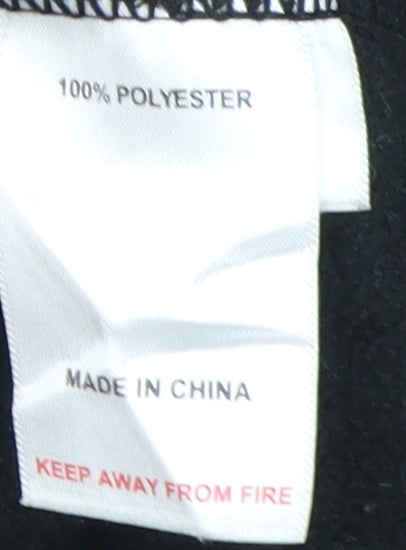 100% POLYESTER
MADE IN CHINA
KEEP AWAY FROM FIRE